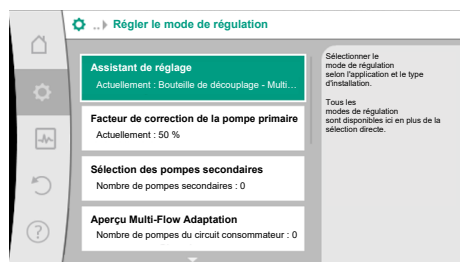 ..▸ Régler le mode de régulation
Assistant de réglage
Actuellement : Bouteille de découplage - Multi…
Facteur de correction de la pompe primaire
Actuellement : 50 %
Sélection des pompes secondaires
Nombre de pompes secondaires : 0
Aperçu Multi-Flow Adaptation
Nombre de pompes du circuit consommateur : 0
Sélectionner le
mode de régulation
selon l'application et le type
d'installation.
Tous les
modes de régulation
sont disponibles ici en plus de la
sélection directe.